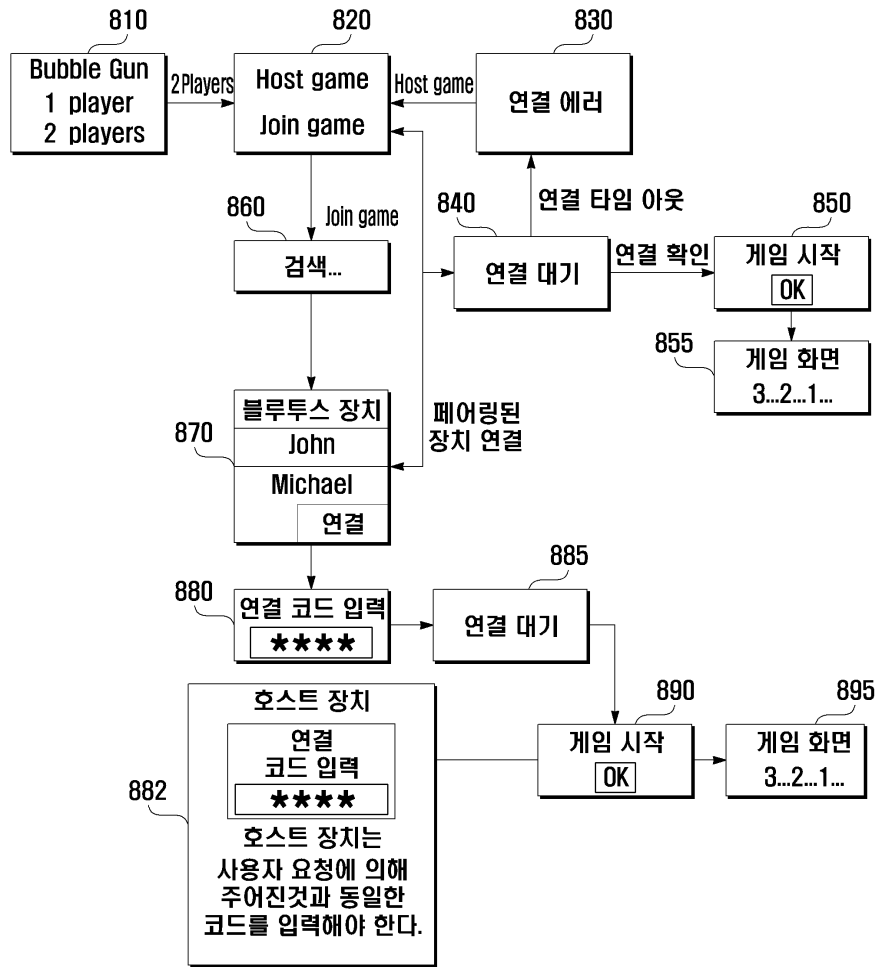 810
Bubble Gun
1 player
2 players
2Players
820
Host game
Join game
Host game
830
연결 에러
연결 타임 아웃
860
Join game
검색...
840
연결 대기
연결 확인
850
게임 시작
OK
855
게임 화면
3...2...1...
870
블루투스 장치
John
Michael
연결
페어링된
장치 연결
880
연결 코드 입력
****
885
연결 대기
882
호스트 장치
연결
코드 입력
****
호스트 장치는
사용자 요청에 의해
주어진것과 동일한
코드를 입력해야 한다.
890
게임 시작
OK
895
게임 화면
3...2...1...